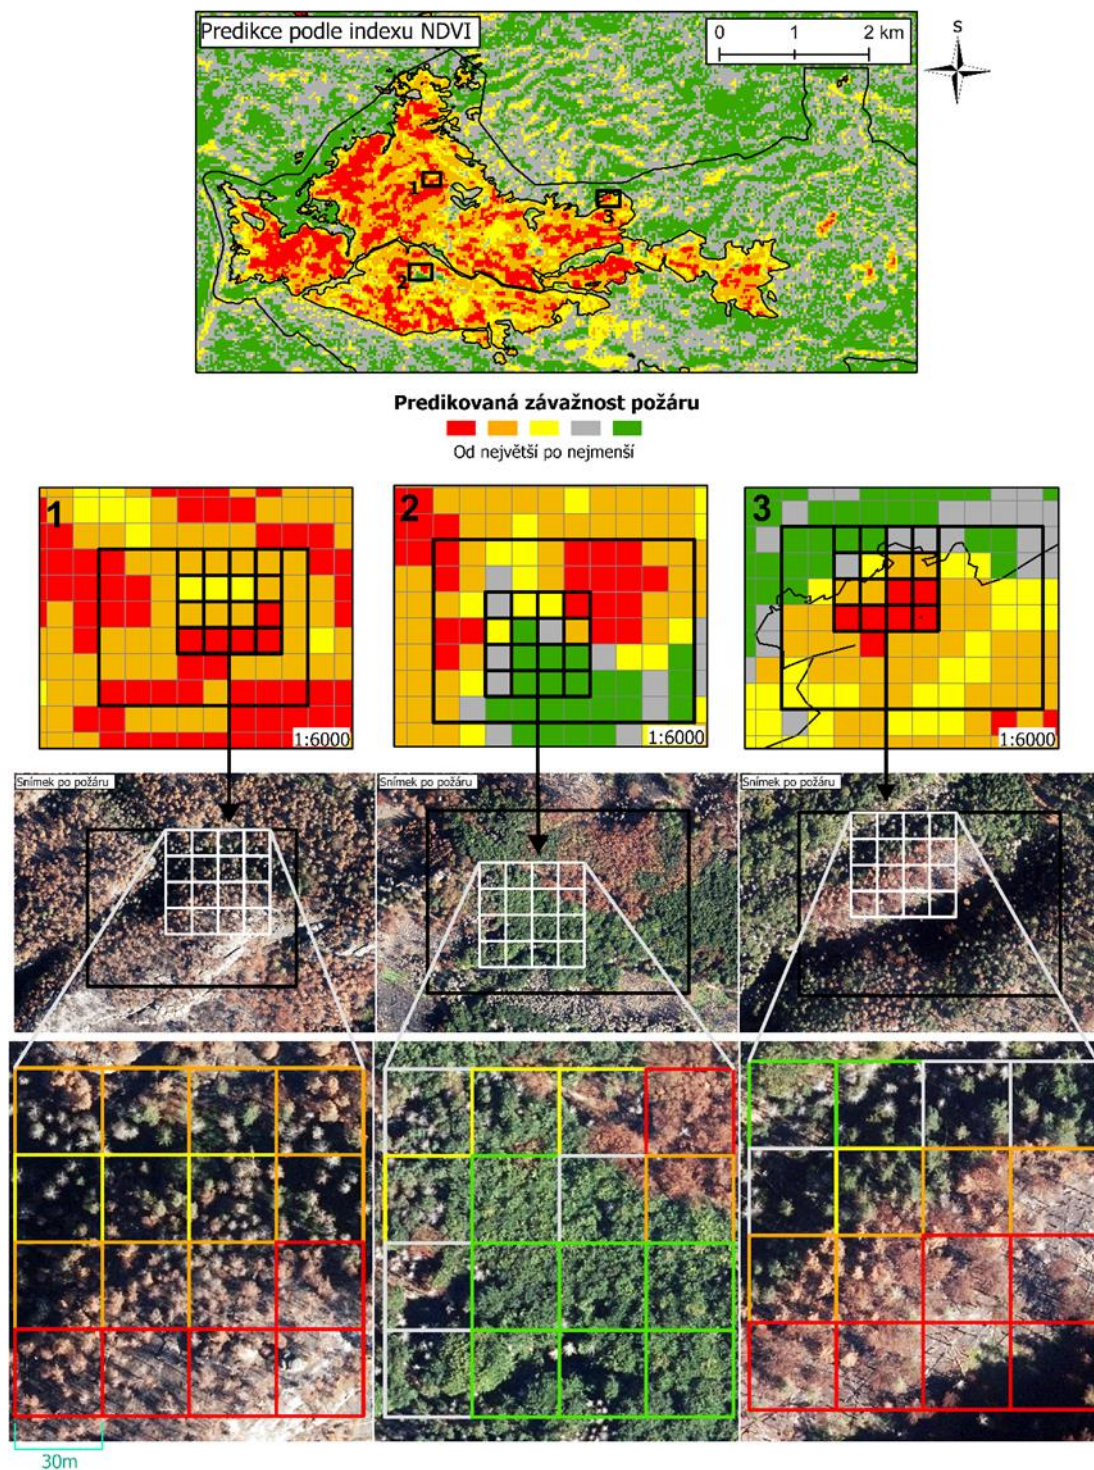 Predikce podle indexu NDVI
0 1 2 km
S
1
2
3
Predikovaná závažnost požáru
Od největší po nejmenší
1
2
3
1:6000
1:6000
1:6000
Snímek po požáru
Snímek po požáru
Snímek po požáru
30m